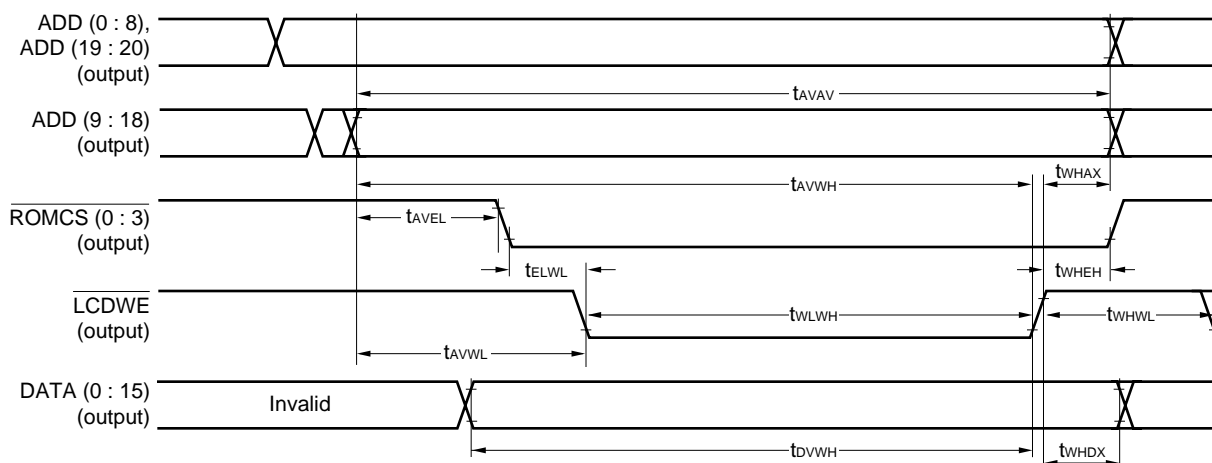 ADD (0 : 8),
ADD (19 : 20)
(output)
tAVAV
ADD (9 : 18)
(output)
tAVWH
tWHAX
ROMCS (0 : 3)
(output)
tAVEL
tELWL
tWHEH
LCDWE
(output)
tWLWH
tWHWL
tAVWL
DATA (0 : 15)
(output)
Invalid
tDVWH
tWHDX